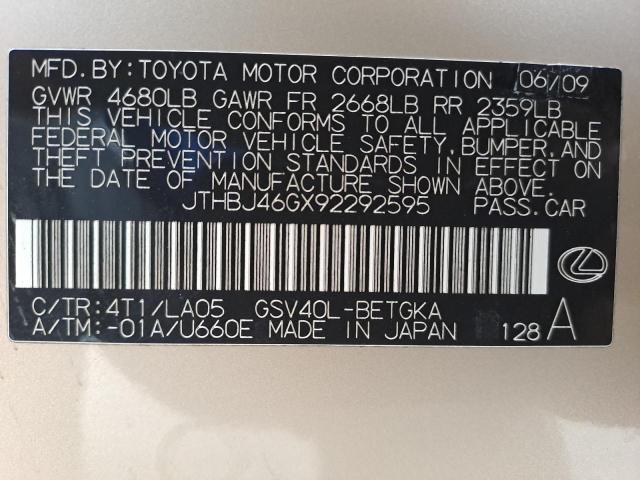 MFD.BY:TOYOTA MOTOR CORPORATION 06/09
GVWR 4680LB GAWR FR 2668LB RR 2359LB
THIS VEHICLE CONFORMS TO ALL APPLICABLE
FEDERAL MOTOR VEHICLE SAFETY,BUMPER,AND
THEFT PREVENTION STANDARDS IN EFFECT ON
THE DATE OF MANUFACTURE SHOWN ABOVE.
JTHBJ46GX92292595 PASS.CAR
C/TR:4T1/LA05 GSV40L-BETGKA
A/TM:-01A/U660E MADE IN JAPAN 128 A